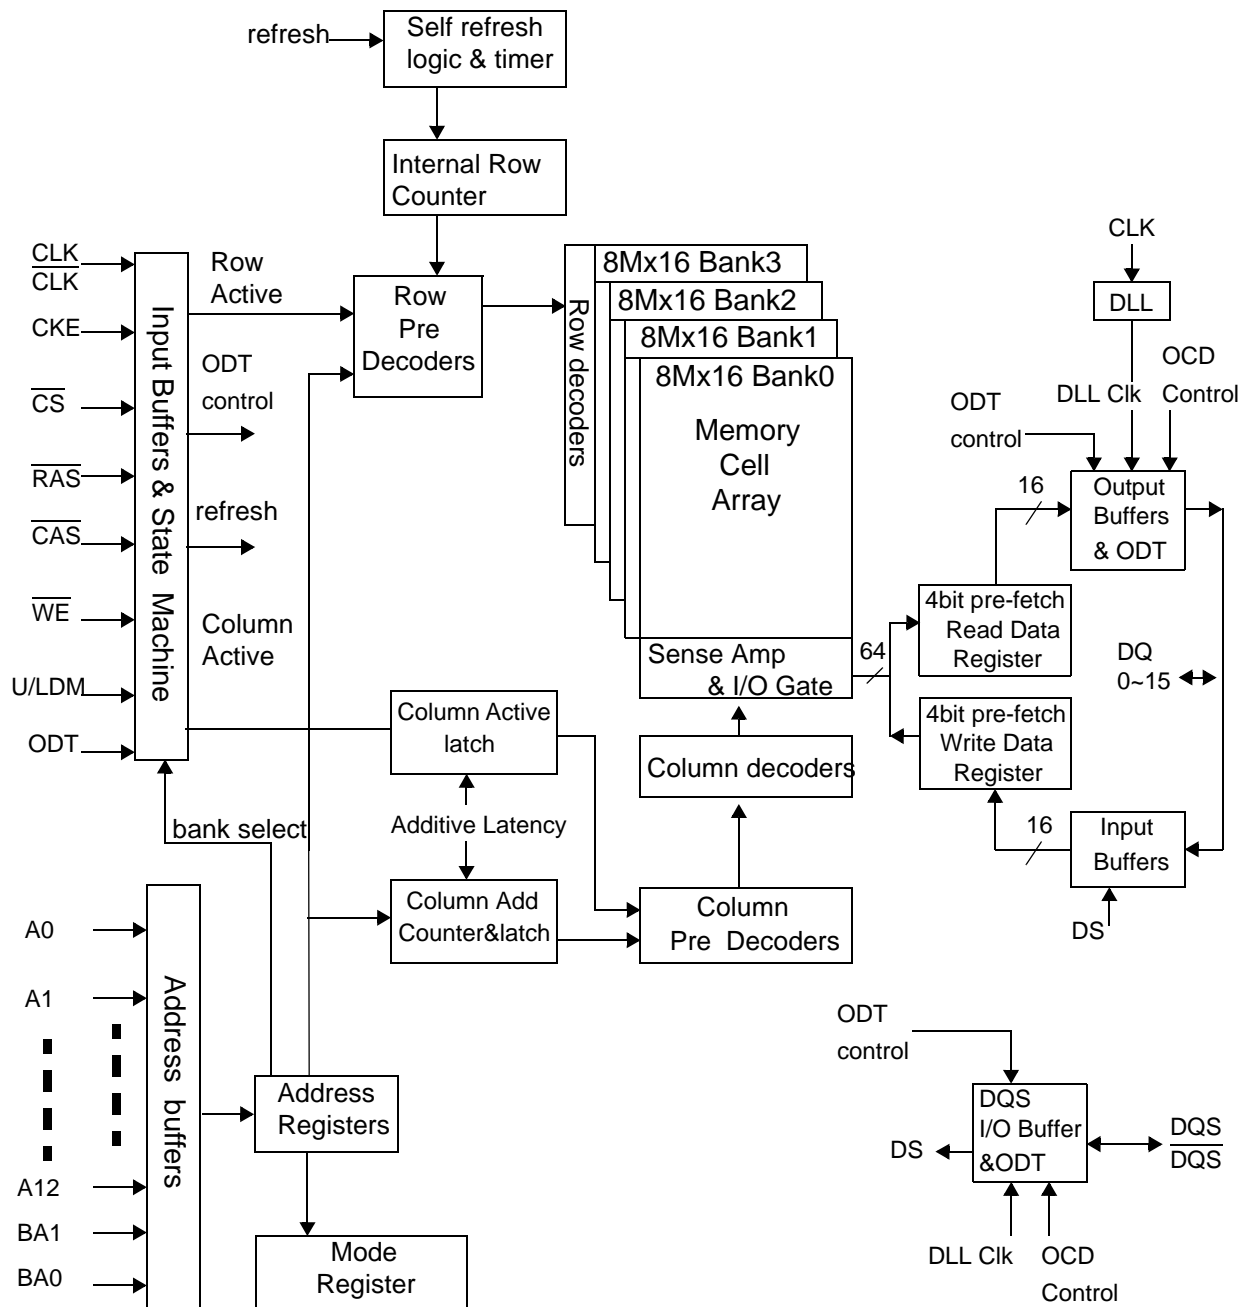 refresh
Self refresh
logic & timer
Internal Row
Counter
CLK
CLK
CKE
CS
RAS
CAS
WE
U/LDM
ODT
Input Buffers & State Machine
Row
Active
ODT
control
refresh
Column
Active
bank select
Row
Pre
Decoders
Row decoders
8Mx16 Bank3
8Mx16 Bank2
8Mx16 Bank1
8Mx16 Bank0
Memory
Cell
Array
Sense Amp
& I/O Gate
64
Column decoders
Column Active
latch
Additive Latency
Column Add
Counter&latch
Column
Pre Decoders
CLK
DLL
DLL Clk
OCD
Control
ODT
control
16
Output
Buffers
& ODT
4bit pre-fetch
Read Data
Register
DQ
0~15
4bit pre-fetch
Write Data
Register
16
Input
Buffers
DS
A0
A1
A12
BA1
BA0
Address buffers
Address
Registers
Mode
Register
ODT
control
DQS
I/O Buffer
&ODT
DS
DQS
DQS
DLL Clk
OCD
Control